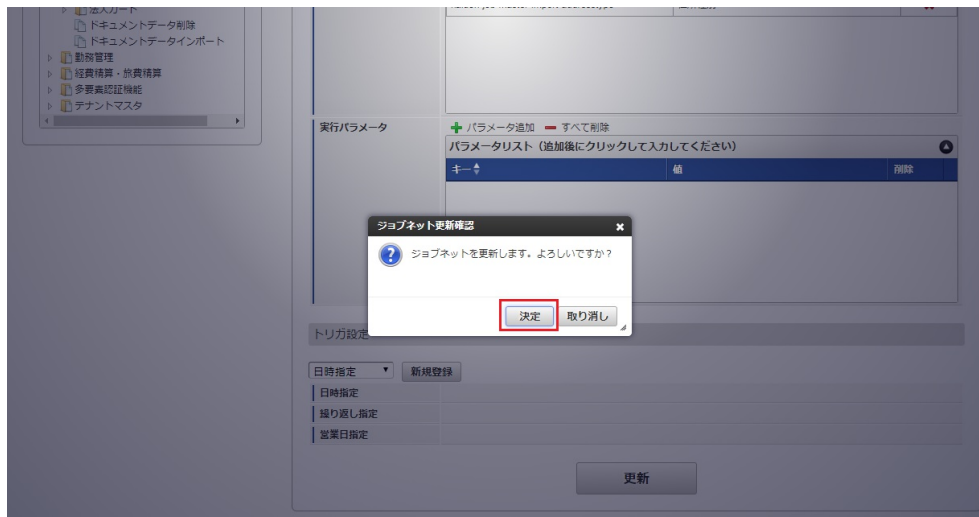 法人カード
ドキュメントデータ削除
ドキュメントデータインポート
勤務管理
経費精算・旅費精算
多要素認証機能
テナントマスタ
実行パラメータ
パラメータ追加 すべて削除
パラメータリスト（追加後にクリックして入力してください）
キー 値 削除
ジョブネット更新確認
ジョブネットを更新します。よろしいですか？
決定 取り消し
トリガ設定
日時指定 新規登録
日時指定
繰り返し指定
営業日指定
更新